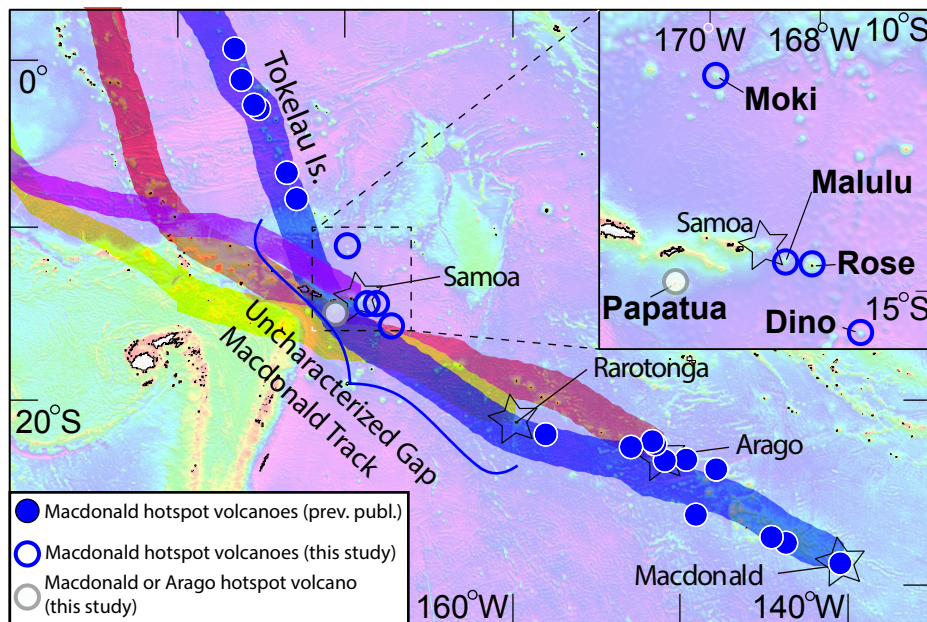 0°
Tokelau Is.
170 W
168°W
10°S
Moki
Malulu
Samoa
Rose
Papatua
15°S
Dino
Samoa
Uncharacterized Gap
Macdonald Track
Rarotonga
20°S
Arago
Macdonald
160°W
140°W
Macdonald hotspot volcanoes (prev. publ.)
Macdonald hotspot volcanoes (this study)
Macdonald or Arago hotspot volcano
(this study)